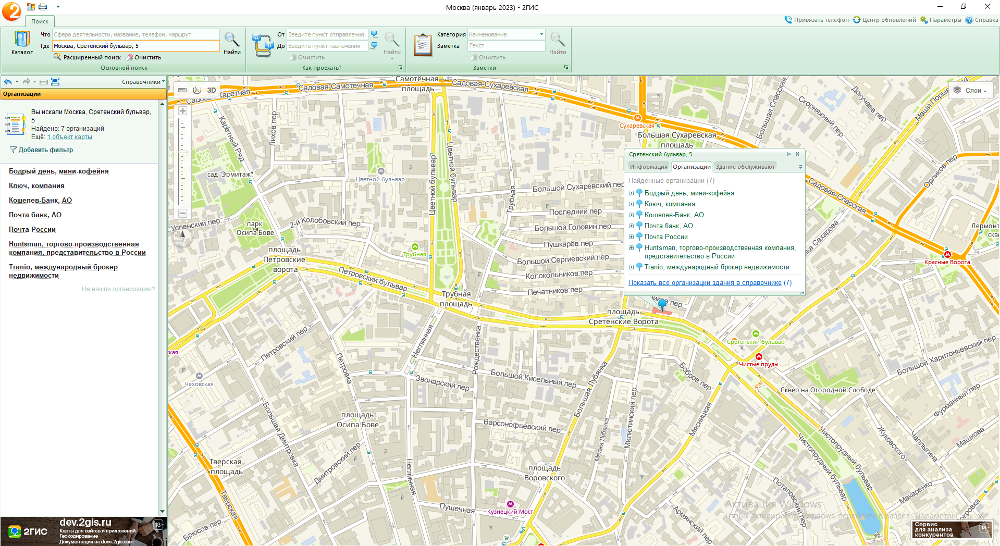 Москва (январь 2023) - 2ГИС
Поиск
Привязать телефон
Центр обновлений
Параметры
Справка
Каталог
Что
Сфера деятельности, название, телефон, маршрут
Где
Москва, Сретенский бульвар, 5
Найти
Расширенный поиск
Очистить
Основной поиск
От
Введите пункт отправления
До
Введите пункт назначения
Найти
Очистить
Как проехать?
Категория
Наименование
Заметка
Текст
Найти
Очистить
Заметки
Справочники
Организации
Вы искали Москва, Сретенский бульвар,
5
Найдено: 7 организаций
Ещё: 1 объект карты
Добавить фильтр
Бодрый день, мини-кофейня
Ключ, компания
Кошелев-Банк, АО
Почта банк, АО
Почта России
Huntsman, торгово-производственная
компания, представительство в России
Tranio, международный брокер
недвижимости
Не нашли организацию?
2ГИС
dev.2gis.ru
Карты для сайтов и приложений
Геокодирование
Документация на docs.2gis.com
18+
3D
Слои
Сретенский бульвар, 5
Информация
Организации
Здание обслуживают
Найденные организации (7)
Бодрый день, мини-кофейня
Ключ, компания
Кошелев-Банк, АО
Почта банк, АО
Почта России
Huntsman, торгово-производственная компания,
представительство в России
Tranio, международный брокер недвижимости
Показать все организации здания в справочнике (7)
Самотёчная
площадь
Садовая-Самотечная
Садовая-Сухаревская
Каретный Ряд
Лихов пер
Цветной бульвар
Цветной бульвар
Цветной бульвар
сад "Эрмитаж"
Сухаревская
Большая Сухаревская
площадь
Большая Спасская
Скорняжный пер
Докучаев пер
Маши Порываевой
Орликов пер
Садовая-Спасская
Красные Ворота
Большой Сухаревский пер
Трубная
Последний пер
Большой Головин пер
Пушкарёв пер
Большой Сергиевский пер
Колокольников пер
Печатников пер
Успенский пер
парк
Осипа Бове
2-й Колобовский пер
площадь
Петровские
ворота
Трубная
Петровский бульвар
Трубная
площадь
площадь
Сретенские Ворота
Сретенский бульвар
Чистые пруды
Большой Харитоньевский пер
Сквер на Огородной Слободе
Фурманный пер
Петровский пер
Петровка
Неглинная
Рождественка
Большой Кисельный пер
Звонарский пер
Большая Лубянка
Бобров пер
Чеховская
Большая Дмитровка
площадь
Осипа Бове
Варсонофьевский пер
Милютинский пер
Малая Лубянка
Мясницкая
Чистопрудный бульвар
Чистопрудный бульвар
Жуковского
Чаплыгина
Машкова
Тверская
площадь
Тверская
Дмитровский пер
Неглинная
площадь
Воровского
Пушечная
Кузнецкий Мост
Потаповский пер
Армянский пер
Макаренко
Брюсов пер
Активация Windows
Чтобы активировать Windows, перейдите в раздел "Параметры".
Сервис
для анализа
конкурентов
18+